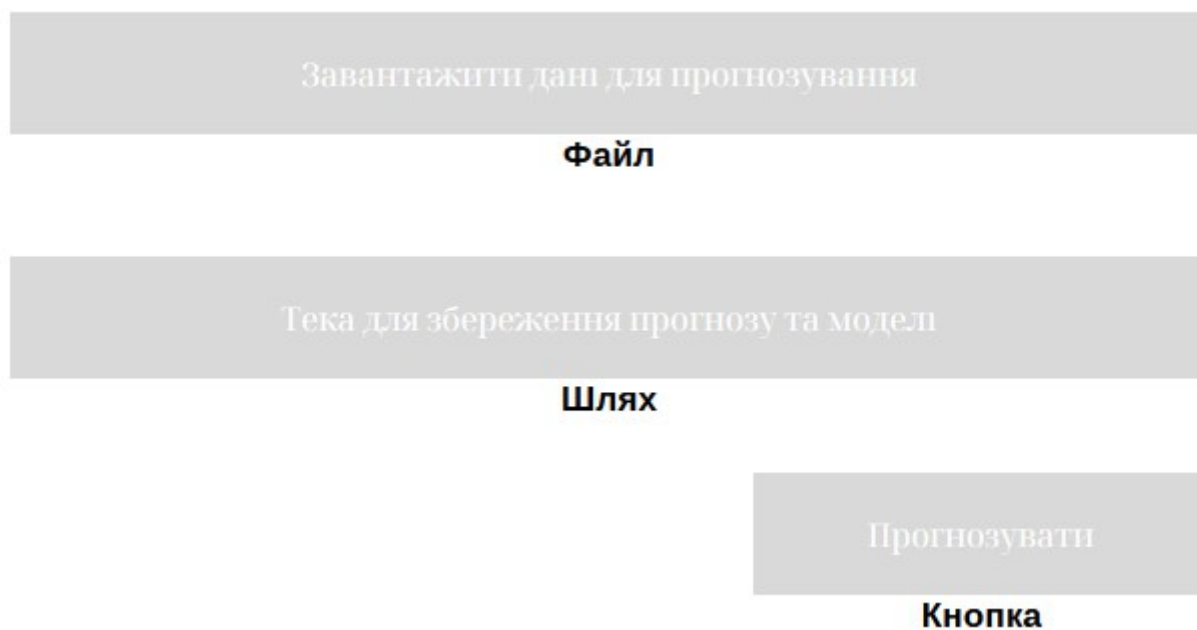 Завантажити дані для прогнозування
Файл
Тека для збереження прогнозу та моделі
Шлях
Прогнозувати
Кнопка